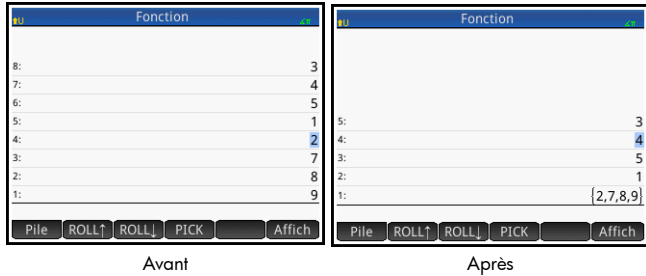 Fonction
8: 3
7: 4
6: 5
5: 1
4: 2
3: 7
2: 8
1: 9
Pile ROLL↑ ROLL↓ PICK Affich
Avant
Fonction
5: 3
4: 4
3: 5
2: 1
1: {2,7,8,9}
Pile ROLL↑ ROLL↓ PICK Affich
Après